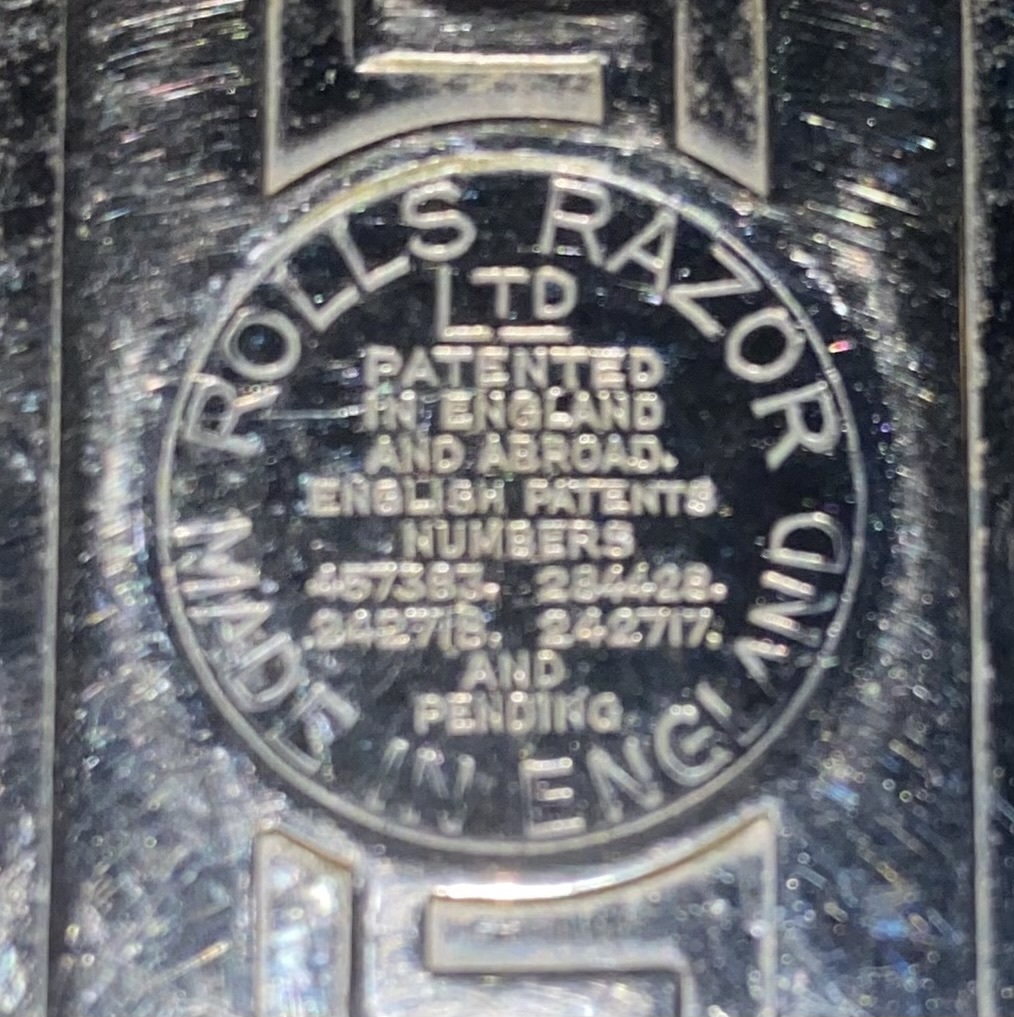 ROLLS RAZOR
LTD
PATENTED
IN ENGLAND
AND ABROAD.
ENGLISH PATENTS
NUMBERS
457383. 284428.
242718. 242717.
AND
PENDING
MADE IN ENGLAND